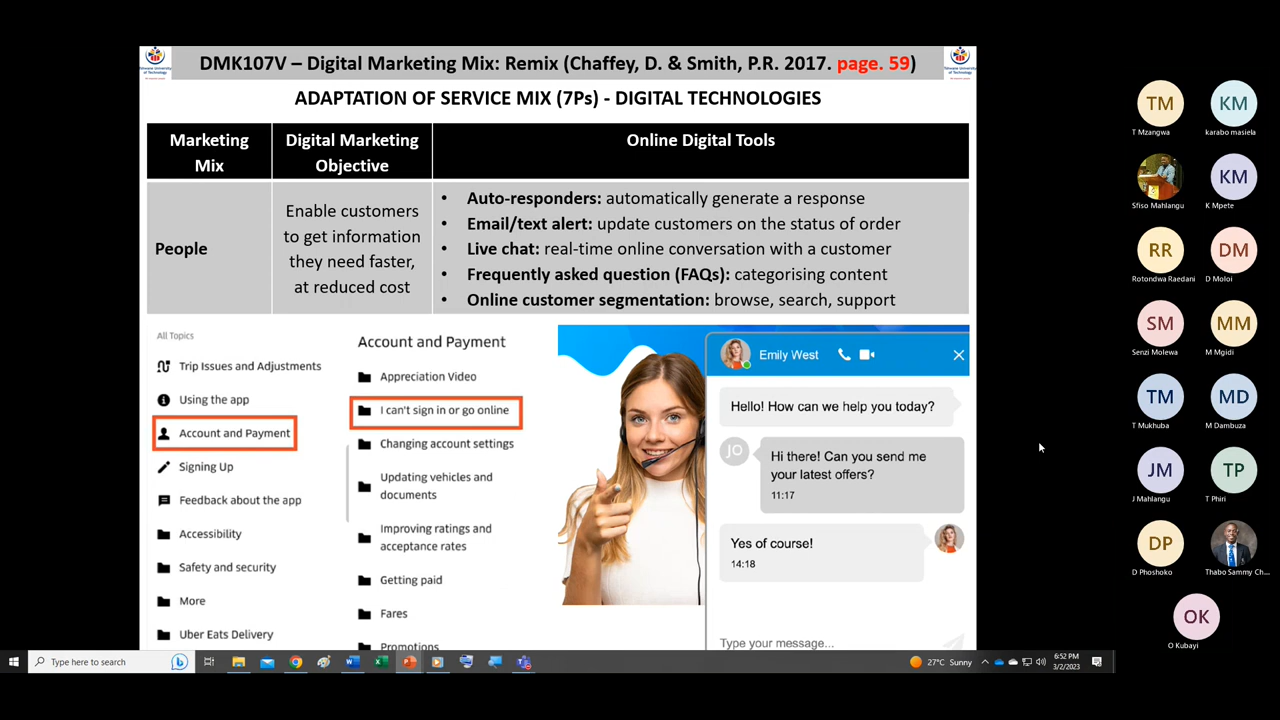 DMK107V – Digital Marketing Mix: Remix (Chaffey, D. & Smith, P.R. 2017. page. 59)
ADAPTATION OF SERVICE MIX (7Ps) - DIGITAL TECHNOLOGIES
Marketing
Mix
Digital Marketing
Objective
Online Digital Tools
People
Enable customers
to get information
they need faster,
at reduced cost
• Auto-responders: automatically generate a response
• Email/text alert: update customers on the status of order
• Live chat: real-time online conversation with a customer
• Frequently asked question (FAQs): categorising content
• Online customer segmentation: browse, search, support
All Topics
Trip Issues and Adjustments
Using the app
Account and Payment
Signing Up
Feedback about the app
Accessibility
Safety and security
More
Uber Eats Delivery
Account and Payment
Appreciation Video
I can't sign in or go online
Changing account settings
Updating vehicles and
documents
Improving ratings and
acceptance rates
Getting paid
Fares
Promotions
Emily West
Hello! How can we help you today?
JO
Hi there! Can you send me
your latest offers?
11:17
Yes of course!
14:18
Type your message...
TM
T Mzangwa
KM
karabo masiela
Sfiso Mahlangu
KM
K Mpete
RR
Rotondwa Raedani
DM
D Moloi
SM
Senzi Molewa
MM
M Mgidi
TM
T Mukhuba
MD
M Dambuza
JM
J Mahlangu
TP
T Phiri
DP
D Phoshoko
Thabo Sammy Ch...
OK
O Kubayi
Type here to search
27°C Sunny
6:52 PM
3/2/2023